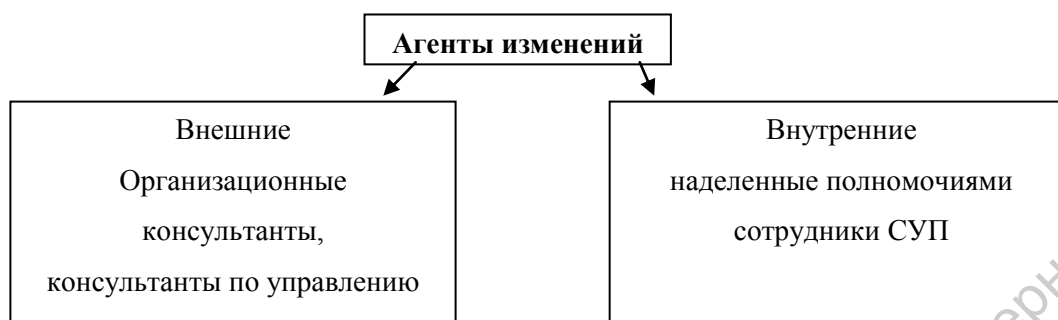 Агенты изменений
Внешние
Организационные
консультанты,
консультанты по управлению
Внутренние
наделенные полномочиями
сотрудники СУП